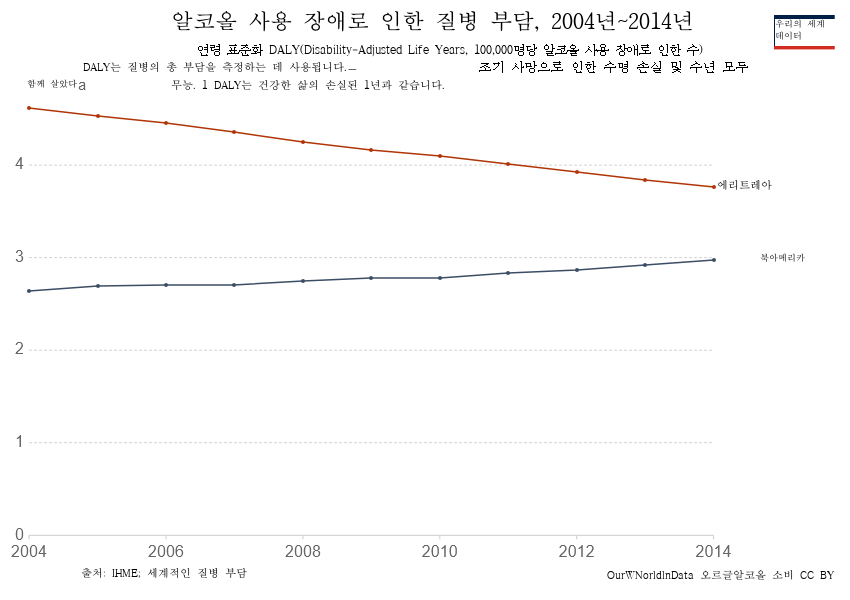 알코올 사용 장애로 인한 질병 부담, 2004년~2014년
우리의 세계
데이터
연령 표준화 DALY(Disability-Adjusted Life Years, 100,000명당 알코올 사용 장애로 인한 수)
DALY는 질병의 총 부담을 측정하는 데 사용됩니다.— 조기 사망으로 인한 수명 손실 및 수년 모두
함께 살았다a 무능. 1 DALY는 건강한 삶의 손실된 1년과 같습니다.
4
에리트레아
3
북아메리카
2
1
0
2004 2006 2008 2010 2012 2014
출처: IHME; 세계적인 질병 부담
OurWNorldInData 오르글알코올 소비 CC BY